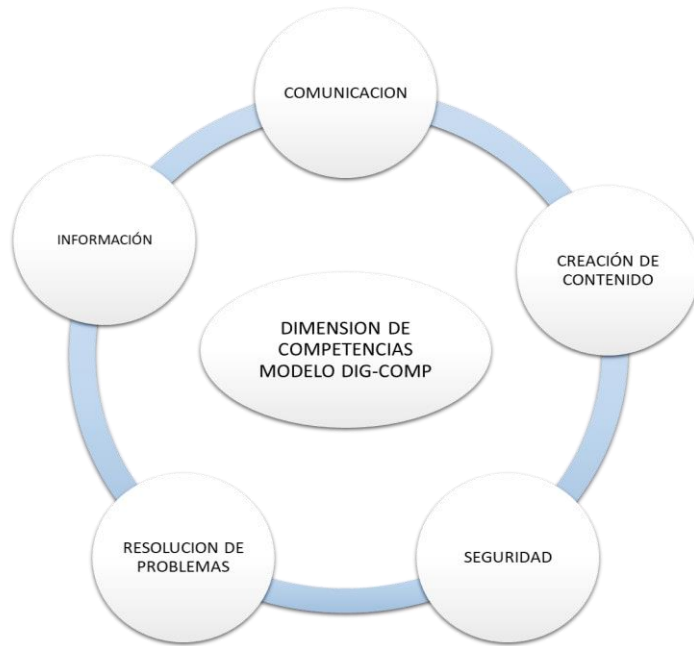 COMUNICACION
INFORMACIÓN
CREACIÓN DE
CONTENIDO
DIMENSION DE
COMPETENCIAS
MODELO DIG-COMP
RESOLUCION DE
PROBLEMAS
SEGURIDAD